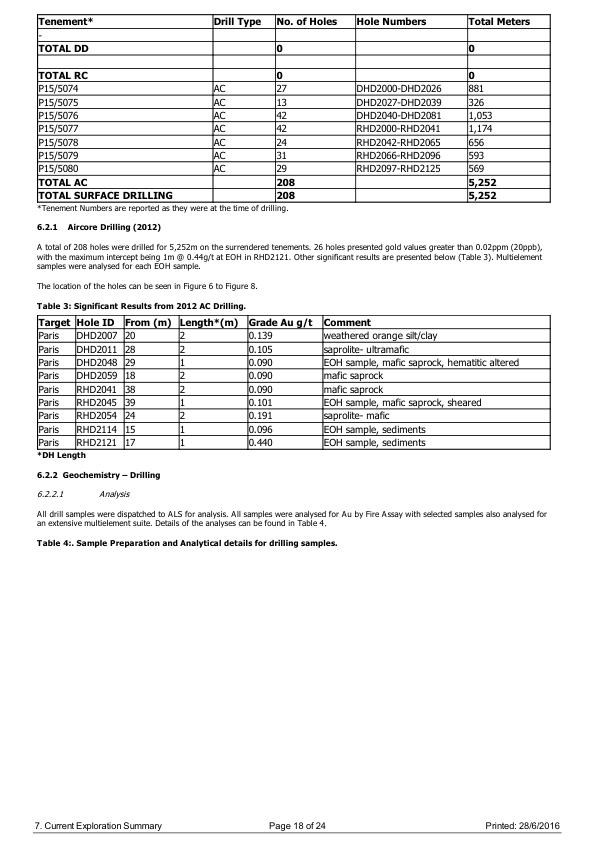 Tenement* Drill Type No. of Holes Hole Numbers Total Meters
-
TOTAL DD 0 0
TOTAL RC 0 0
P15/5074 AC 27 DHD2000-DHD2026 881
P15/5075 AC 13 DHD2027-DHD2039 326
P15/5076 AC 42 DHD2040-DHD2081 1,053
P15/5077 AC 42 RHD2000-RHD2041 1,174
P15/5078 AC 24 RHD2042-RHD2065 656
P15/5079 AC 31 RHD2066-RHD2096 593
P15/5080 AC 29 RHD2097-RHD2125 569
TOTAL AC 208 5,252
TOTAL SURFACE DRILLING 208 5,252
*Tenement Numbers are reported as they were at the time of drilling.
6.2.1 Aircore Drilling (2012)
A total of 208 holes were drilled for 5,252m on the surrendered tenements. 26 holes presented gold values greater than 0.02ppm (20ppb),
with the maximum intercept being 1m @ 0.44g/t at EOH in RHD2121. Other significant results are presented below (Table 3). Multielement
samples were analysed for each EOH sample.
The location of the holes can be seen in Figure 6 to Figure 8.
Table 3: Significant Results from 2012 AC Drilling.
Target Hole ID From (m) Length*(m) Grade Au g/t Comment
Paris DHD2007 20 2 0.139 weathered orange silt/clay
Paris DHD2011 28 2 0.105 saprolite- ultramafic
Paris DHD2048 29 1 0.090 EOH sample, mafic saprock, hematitic altered
Paris DHD2059 18 2 0.090 mafic saprock
Paris RHD2041 38 2 0.090 mafic saprock
Paris RHD2045 39 1 0.101 EOH sample, mafic saprock, sheared
Paris RHD2054 24 2 0.191 saprolite- mafic
Paris RHD2114 15 1 0.096 EOH sample, sediments
Paris RHD2121 17 1 0.440 EOH sample, sediments
*DH Length
6.2.2 Geochemistry – Drilling
6.2.2.1 Analysis
All drill samples were dispatched to ALS for analysis. All samples were analysed for Au by Fire Assay with selected samples also analysed for
an extensive multielement suite. Details of the analyses can be found in Table 4.
Table 4:. Sample Preparation and Analytical details for drilling samples.
7. Current Exploration Summary Page 18 of 24 Printed: 28/6/2016